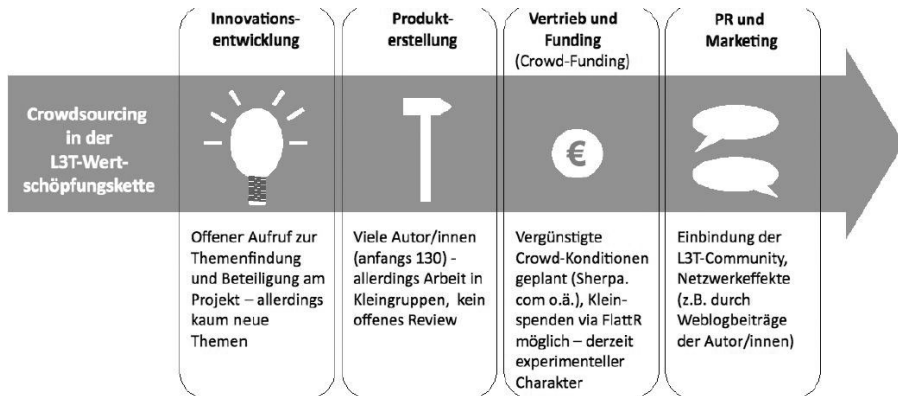 Innovations-
entwicklung
Produkt-
erstellung
Vertrieb und
Funding
(Crowd-Funding)
PR und
Marketing
Crowdsourcing
in der
L3T-Wert-
schöpfungskette
€
Offener Aufruf zur
Themenfindung
und Beteiligung am
Projekt – allerdings
kaum neue
Themen
Viele Autor/innen
(anfangs 130) -
allerdings Arbeit in
Kleingruppen, kein
offenes Review
Vergünstigte
Crowd-Konditionen
geplant (Sherpa.
com o.ä.), Klein-
spenden via FlattR
möglich – derzeit
experimenteller
Charakter
Einbindung der
L3T-Community,
Netzwerkeffekte
(z.B. durch
Weblogbeiträge
der Autor/innen)